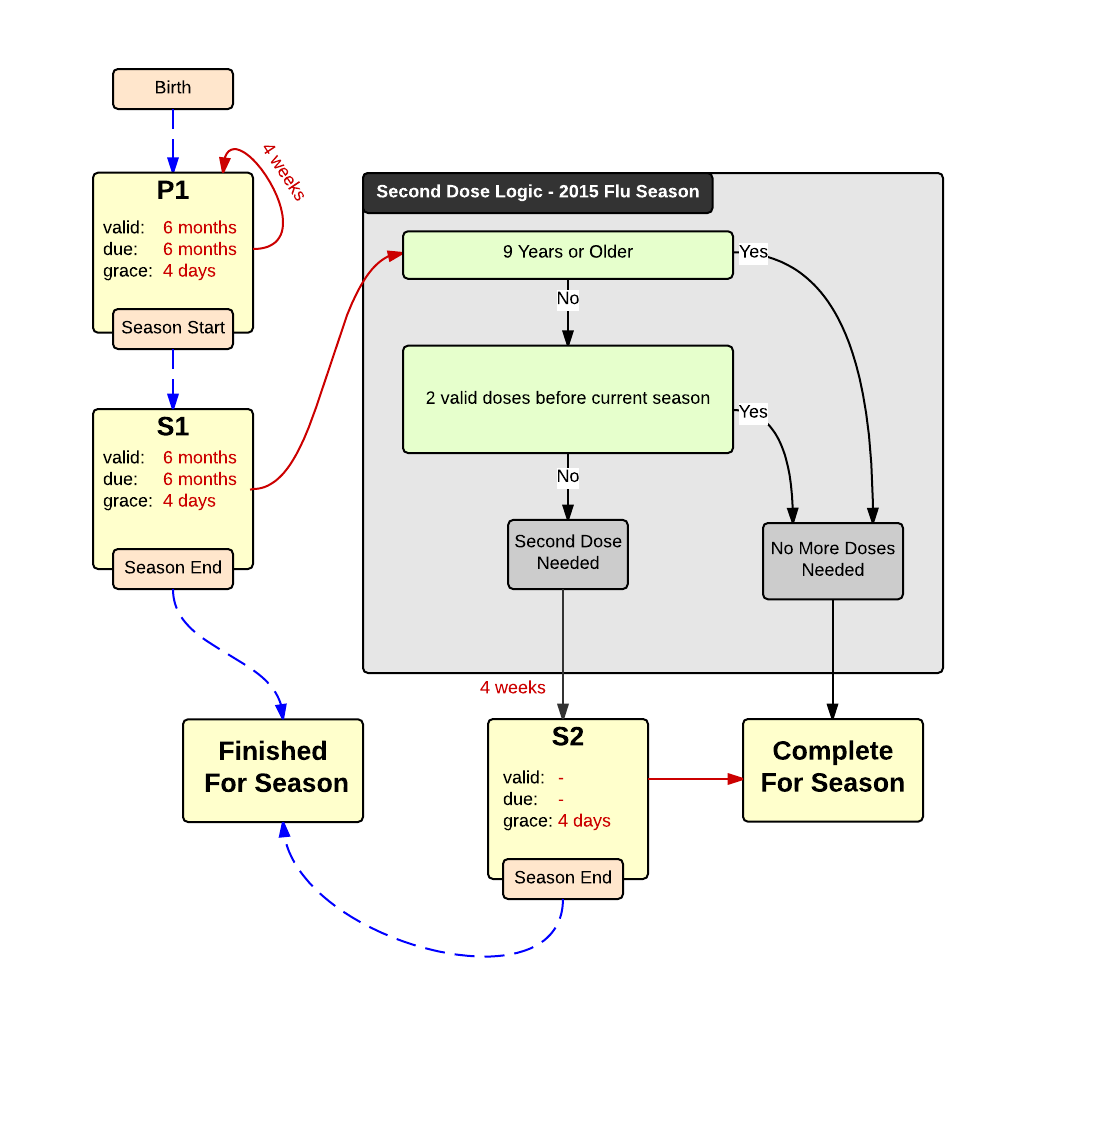 Birth
4 weeks
P1
valid: 6 months
due: 6 months
grace: 4 days
Season Start
S1
valid: 6 months
due: 6 months
grace: 4 days
Season End
Second Dose Logic - 2015 Flu Season
9 Years or Older
Yes
No
2 valid doses before current season
Yes
No
Second Dose
Needed
No More Doses
Needed
4 weeks
Finished
For Season
S2
valid: -
due: -
grace: 4 days
Season End
Complete
For Season